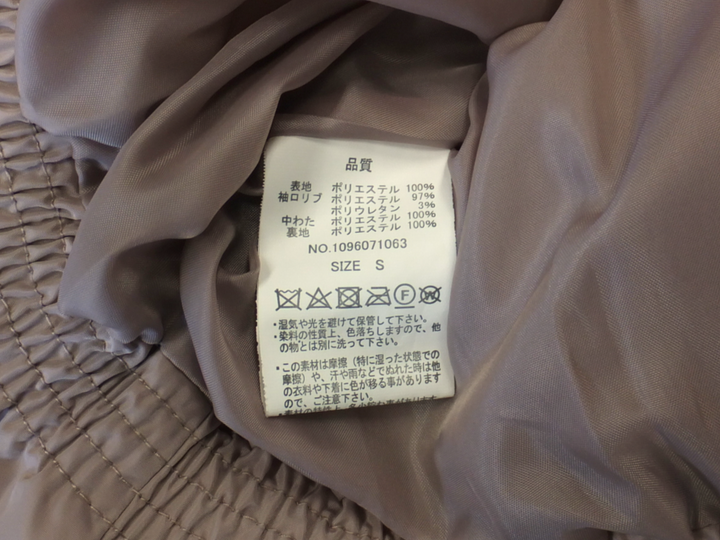 品質
表地 ポリエステル 100%
袖口リブ ポリエステル 97%
ポリウレタン 3%
中わた ポリエステル 100%
裏地 ポリエステル 100%
NO.1096071063
SIZE S
F W
・湿気や光を避けて保管して下さい。
・染料の性質上、色落ちしますので、他
の物とは別に洗って下さい。
・この素材は摩擦（特に湿った状態での
摩擦）や、汗や雨などでぬれた時は他
の衣料や下着に色が移る事があります
ので、ご注意下さい。